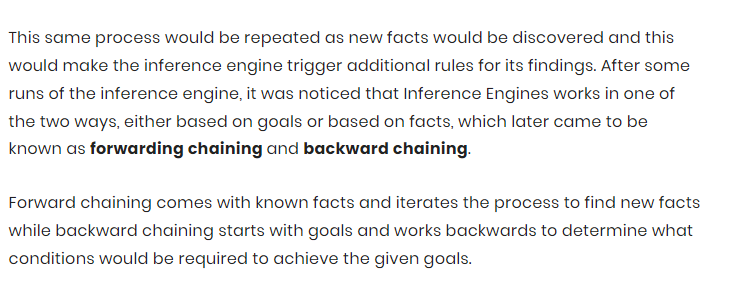 This same process would be repeated as new facts would be discovered and this
would make the inference engine trigger additional rules for its findings. After some
runs of the inference engine, it was noticed that Inference Engines works in one of
the two ways, either based on goals or based on facts, which later came to be
known as forwarding chaining and backward chaining.
Forward chaining comes with known facts and iterates the process to find new facts
while backward chaining starts with goals and works backwards to determine what
conditions would be required to achieve the given goals.